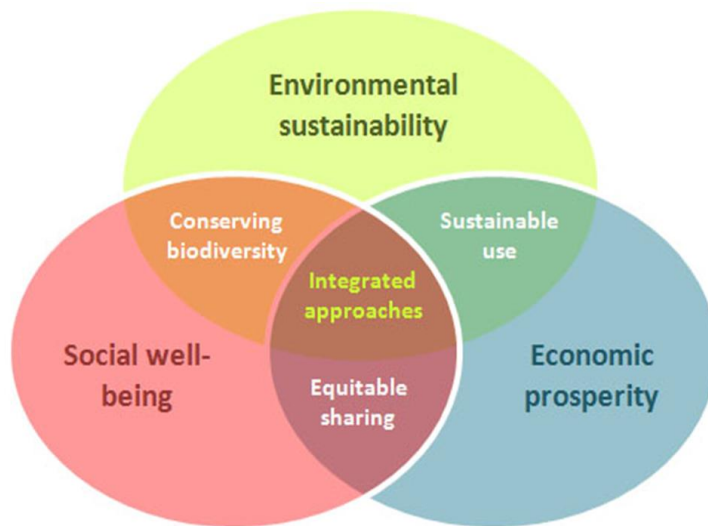 Environmental
sustainability
Conserving
biodiversity
Sustainable
use
Integrated
approaches
Social well-
being
Equitable
sharing
Economic
prosperity